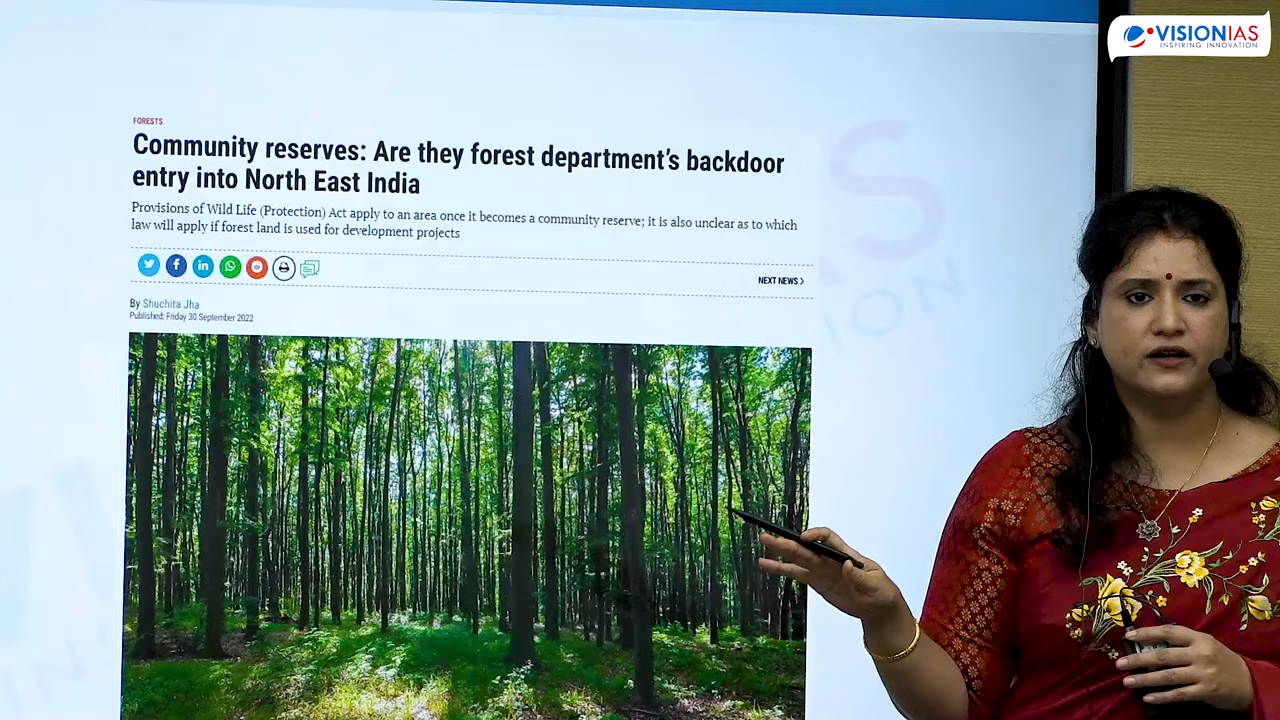 VISIONIAS
INSPIRING INNOVATION
FORESTS
Community reserves: Are they forest department's backdoor
entry into North East India
Provisions of Wild Life (Protection) Act apply to an area once it becomes a community reserve; it is also unclear as to which
law will apply if forest land is used for development projects
NEXT NEWS >
By Shuchita Jha
Published: Friday 30 September 2022